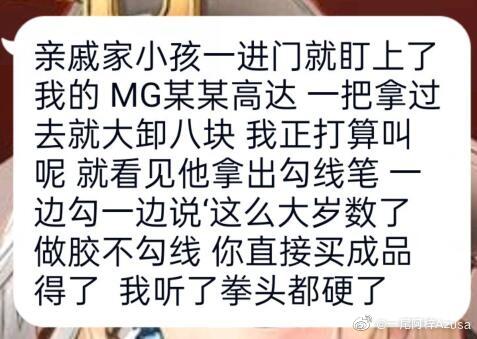 亲戚家小孩一进门就盯上了
我的 MG某某高达 一把拿过
去就大卸八块 我正打算叫
呢 就看见他拿出勾线笔 一
边勾一边说‘这么大岁数了
做胶不勾线 你直接买成品
得了  我听了拳头都硬了
@一尾阿梓Azusa